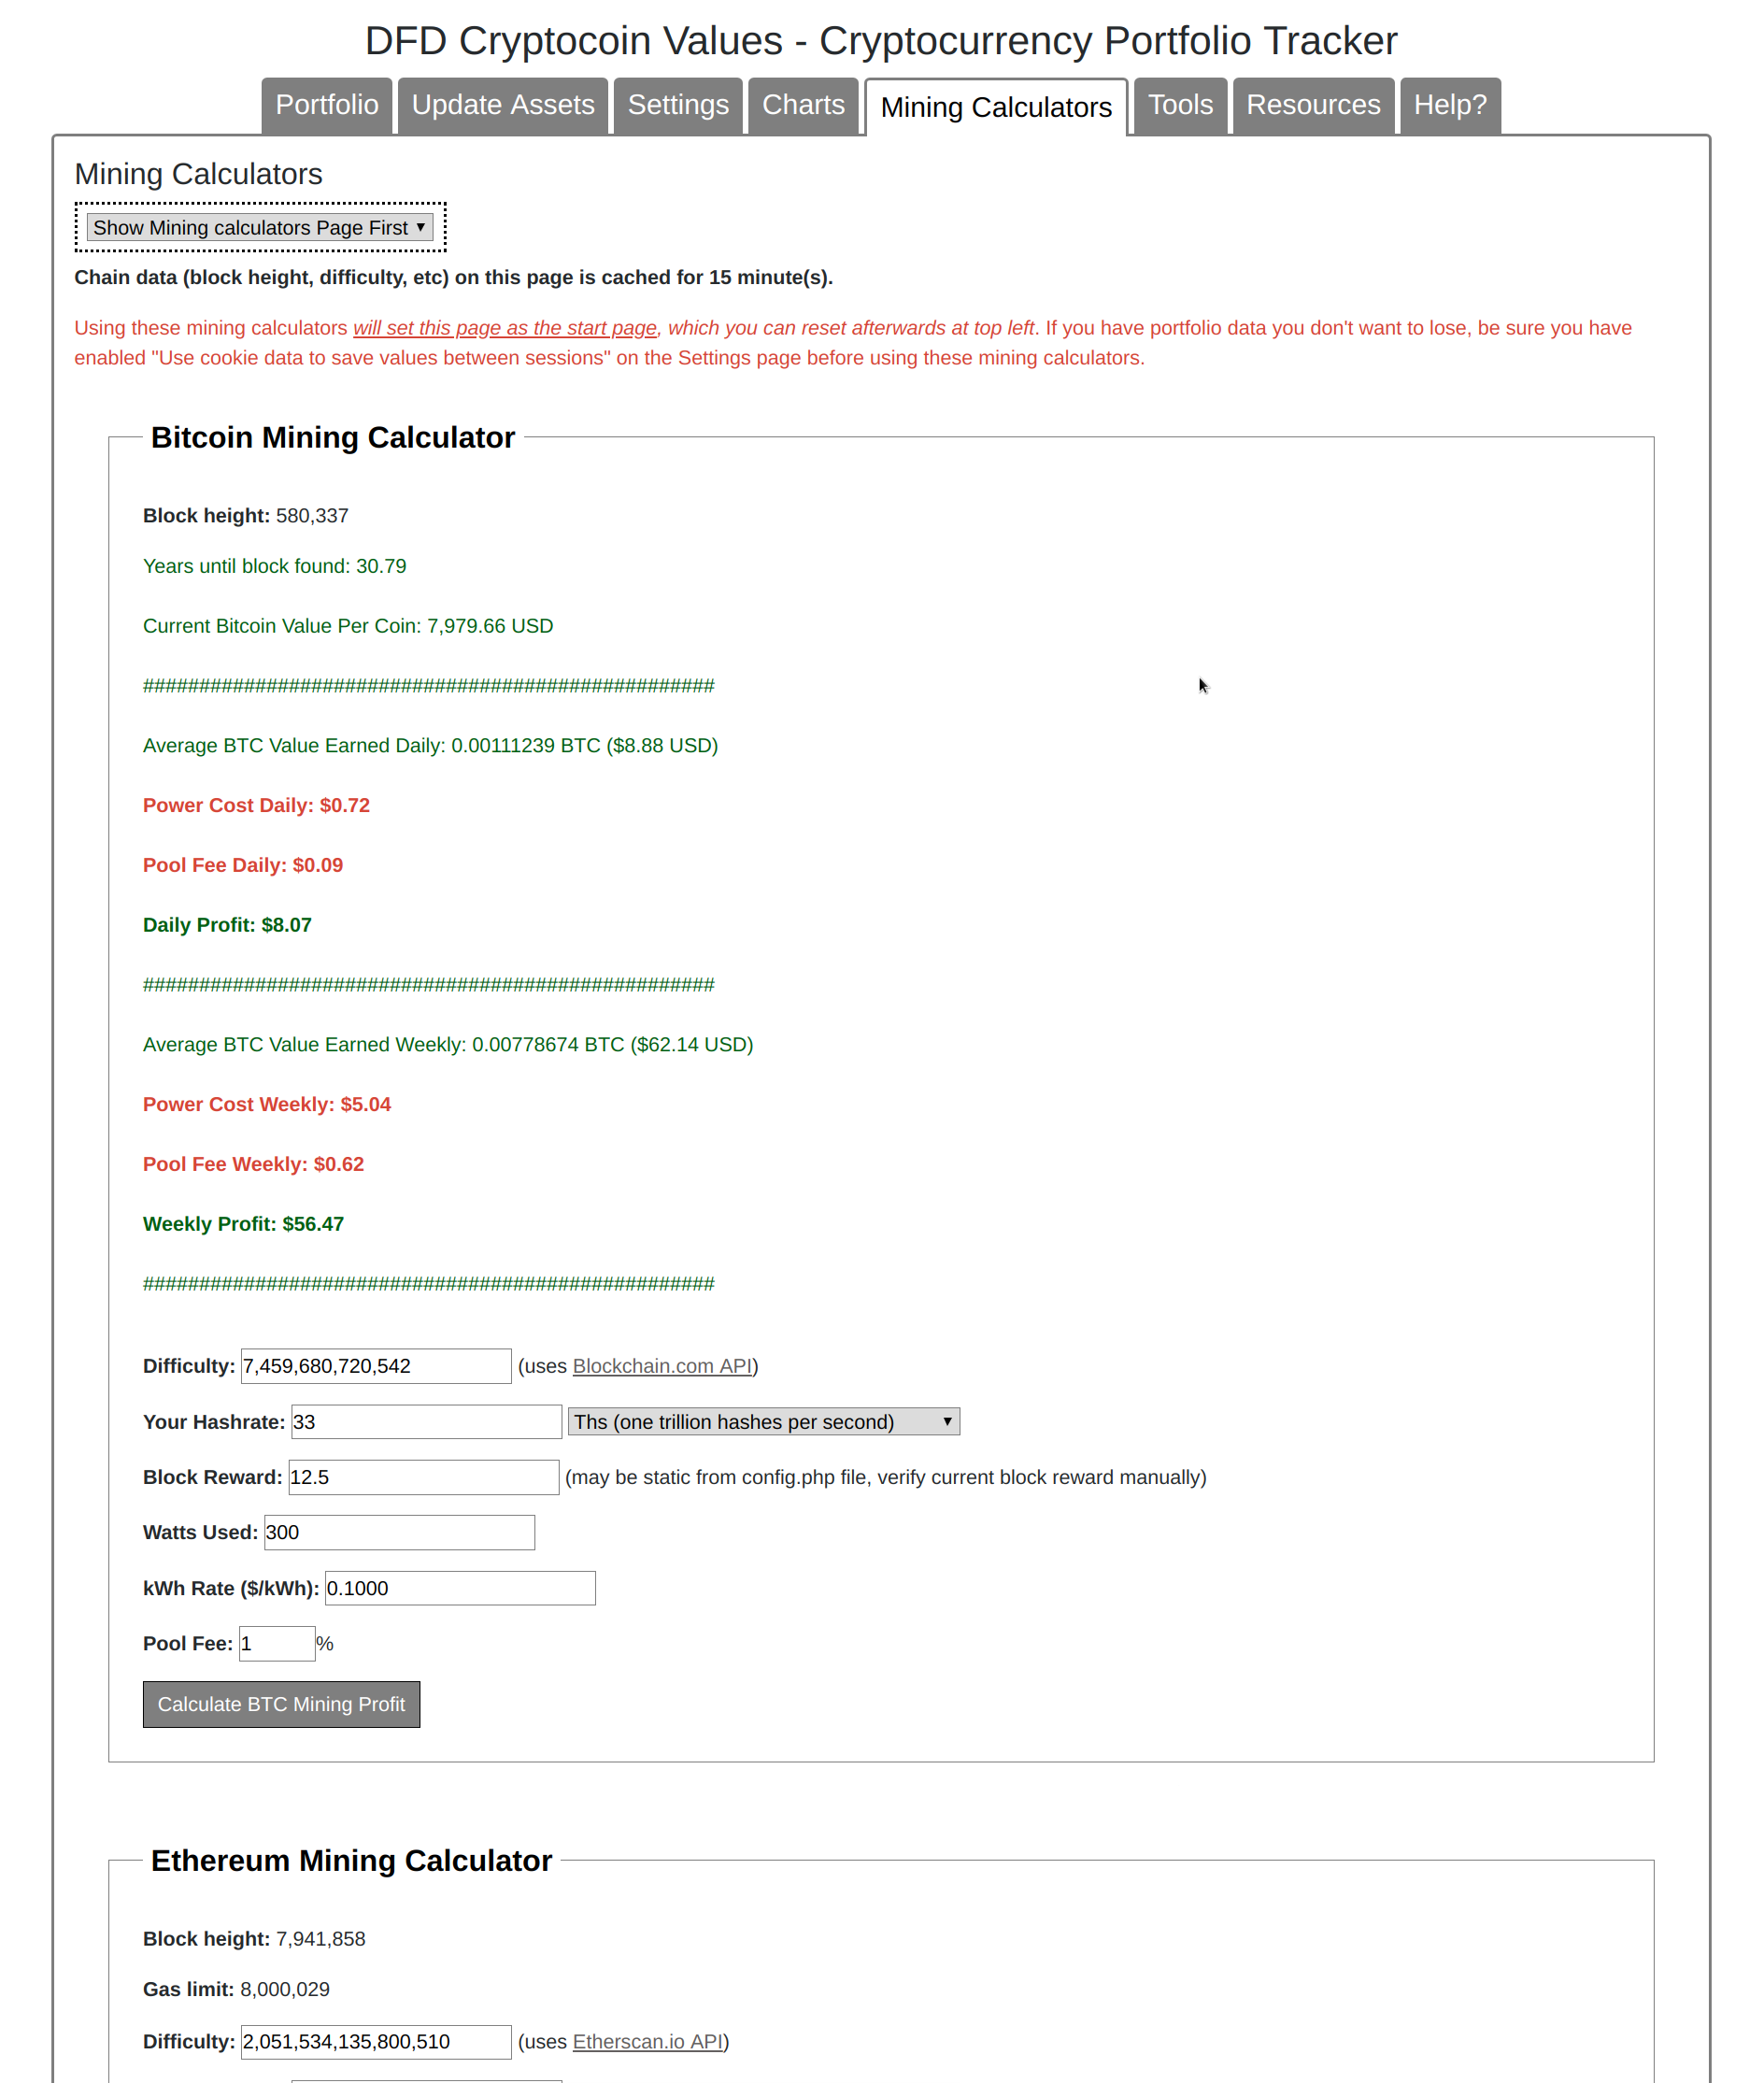 DFD Cryptocoin Values - Cryptocurrency Portfolio Tracker
Portfolio Update Assets Settings Charts Mining Calculators Tools Resources Help?
Mining Calculators
Show Mining calculators Page First
Chain data (block height, difficulty, etc) on this page is cached for 15 minute(s).
Using these mining calculators will set this page as the start page, which you can reset afterwards at top left. If you have portfolio data you don't want to lose, be sure you have
enabled "Use cookie data to save values between sessions" on the Settings page before using these mining calculators.
Bitcoin Mining Calculator
Block height: 580,337
Years until block found: 30.79
Current Bitcoin Value Per Coin: 7,979.66 USD
###################################################
Average BTC Value Earned Daily: 0.00111239 BTC ($8.88 USD)
Power Cost Daily: $0.72
Pool Fee Daily: $0.09
Daily Profit: $8.07
###################################################
Average BTC Value Earned Weekly: 0.00778674 BTC ($62.14 USD)
Power Cost Weekly: $5.04
Pool Fee Weekly: $0.62
Weekly Profit: $56.47
###################################################
Difficulty: 7,459,680,720,542 (uses Blockchain.com API)
Your Hashrate: 33 Ths (one trillion hashes per second)
Block Reward: 12.5 (may be static from config.php file, verify current block reward manually)
Watts Used: 300
kWh Rate ($/kWh): 0.1000
Pool Fee: 1 %
Calculate BTC Mining Profit
Ethereum Mining Calculator
Block height: 7,941,858
Gas limit: 8,000,029
Difficulty: 2,051,534,135,800,510 (uses Etherscan.io API)